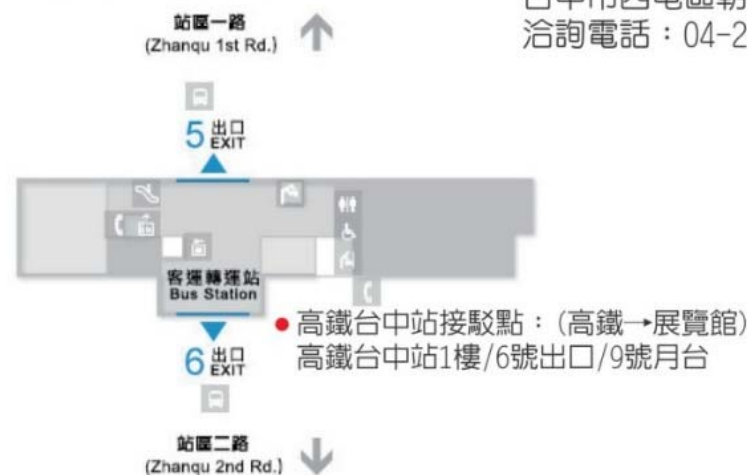 站區一路
(Zhanqu 1st Rd.)
洽詢電話：04-2
5 出口
EXIT
客運轉運站
Bus Station
高鐵台中站接駁點：(高鐵→展覽館)
高鐵台中站1樓/6號出口/9號月台
6 出口
EXIT
站區二路
(Zhanqu 2nd Rd.)